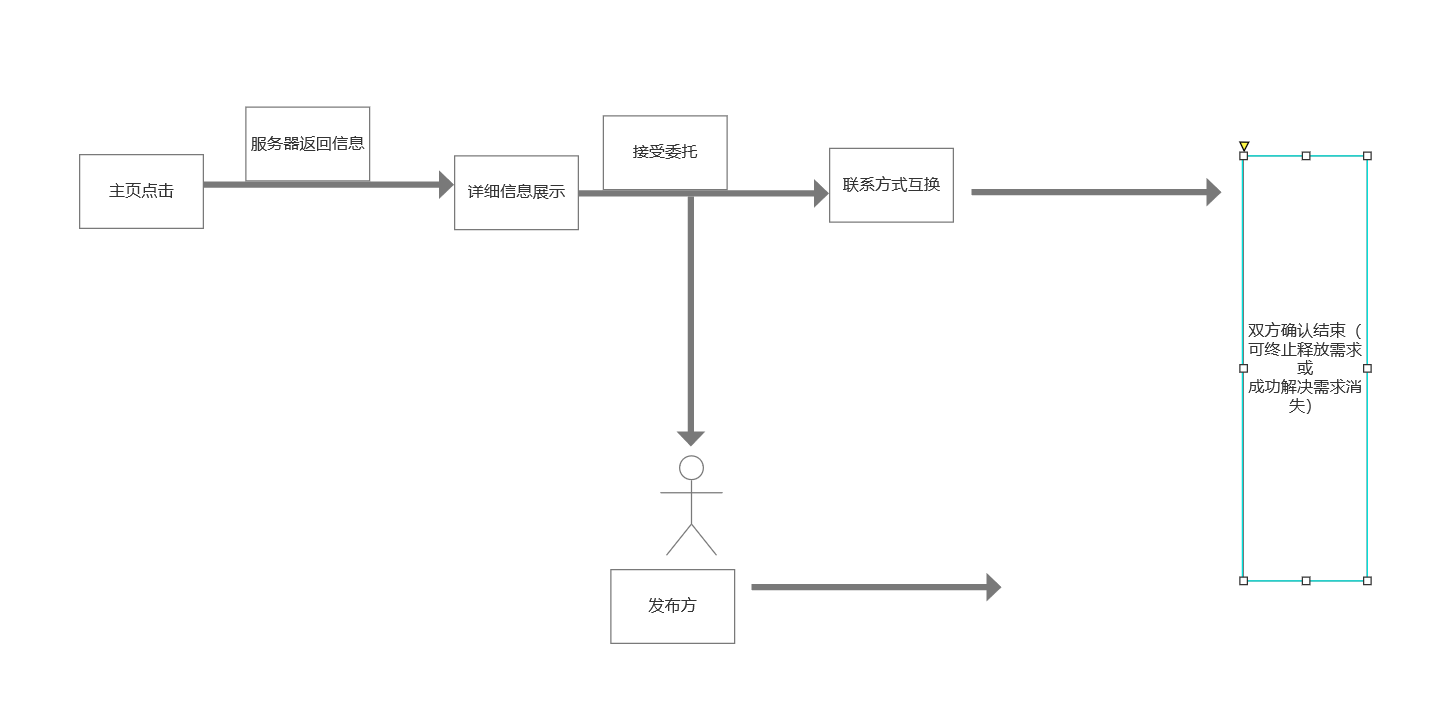 服务器返回信息
接受委托
主页点击
详细信息展示
联系方式互换
双方确认结束（
可终止释放需求
或
成功解决需求消
失）
发布方